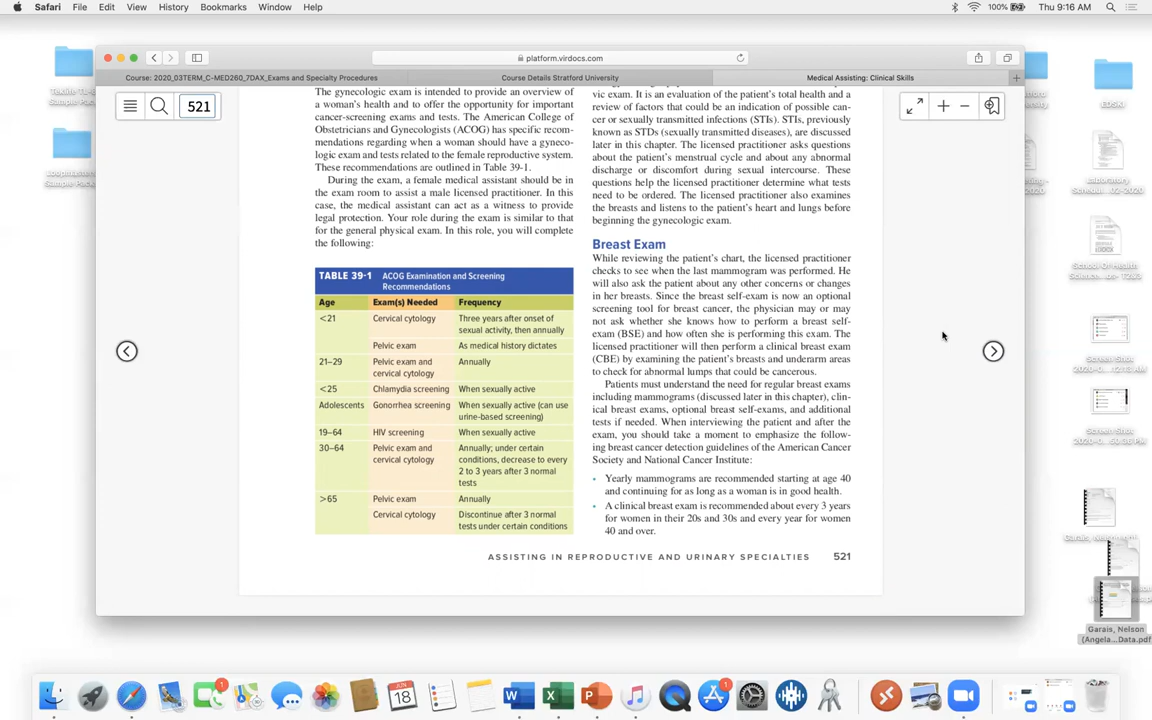 Safari File Edit View History Bookmarks Window Help
100% Thu 9:16 AM
platform.virdocs.com
Course: 2020_03TERM_C-MED260_7DAX_Exams and Specialty Procedures
Course Details Stratford University
Medical Assisting: Clinical Skills
521
The gynecologic exam is intended to provide an overview of
a woman's health and to offer the opportunity for important
cancer-screening exams and tests. The American College of
Obstetricians and Gynecologists (ACOG) has specific recom-
mendations regarding when a woman should have a gyneco-
logic exam and tests related to the female reproductive system.
These recommendations are outlined in Table 39-1.
During the exam, a female medical assistant should be in
the exam room to assist a male licensed practitioner. In this
case, the medical assistant can act as a witness to provide
legal protection. Your role during the exam is similar to that
for the general physical exam. In this role, you will complete
the following:
TABLE 39-1 ACOG Examination and Screening
Recommendations
Age Exam(s) Needed Frequency
<21 Cervical cytology Three years after onset of
sexual activity, then annually
Pelvic exam As medical history dictates
21–29 Pelvic exam and Annually
cervical cytology
<25 Chlamydia screening When sexually active
Adolescents Gonorrhea screening When sexually active (can use
urine-based screening)
19–64 HIV screening When sexually active
30–64 Pelvic exam and Annually; under certain
cervical cytology conditions, decrease to every
2 to 3 years after 3 normal
tests
>65 Pelvic exam Annually
Cervical cytology Discontinue after 3 normal
tests under certain conditions
vic exam. It is an evaluation of the patient's total health and a
review of factors that could be an indication of possible can-
cer or sexually transmitted infections (STIs). STIs, previously
known as STDs (sexually transmitted diseases), are discussed
later in this chapter. The licensed practitioner asks questions
about the patient's menstrual cycle and about any abnormal
discharge or discomfort during sexual intercourse. These
questions help the licensed practitioner determine what tests
need to be ordered. The licensed practitioner also examines
the breasts and listens to the patient's heart and lungs before
beginning the gynecologic exam.
Breast Exam
While reviewing the patient's chart, the licensed practitioner
checks to see when the last mammogram was performed. He
will also ask the patient about any other concerns or changes
in her breasts. Since the breast self-exam is now an optional
screening tool for breast cancer, the physician may or may
not ask whether she knows how to perform a breast self-
exam (BSE) and how often she is performing this exam. The
licensed practitioner will then perform a clinical breast exam
(CBE) by examining the patient's breasts and underarm areas
to check for abnormal lumps that could be cancerous.
Patients must understand the need for regular breast exams
including mammograms (discussed later in this chapter), clin-
ical breast exams, optional breast self-exams, and additional
tests if needed. When interviewing the patient and after the
exam, you should take a moment to emphasize the follow-
ing breast cancer detection guidelines of the American Cancer
Society and National Cancer Institute:
• Yearly mammograms are recommended starting at age 40
and continuing for as long as a woman is in good health.
• A clinical breast exam is recommended about every 3 years
for women in their 20s and 30s and every year for women
40 and over.
ASSISTING IN REPRODUCTIVE AND URINARY SPECIALTIES 521
Sample Pac
Sample Pack
EDSKI
School Of Health
Screen Shot
Screen Shot
Garais, Nelson
(Angela...Data.pdf
1
JUN
18
1